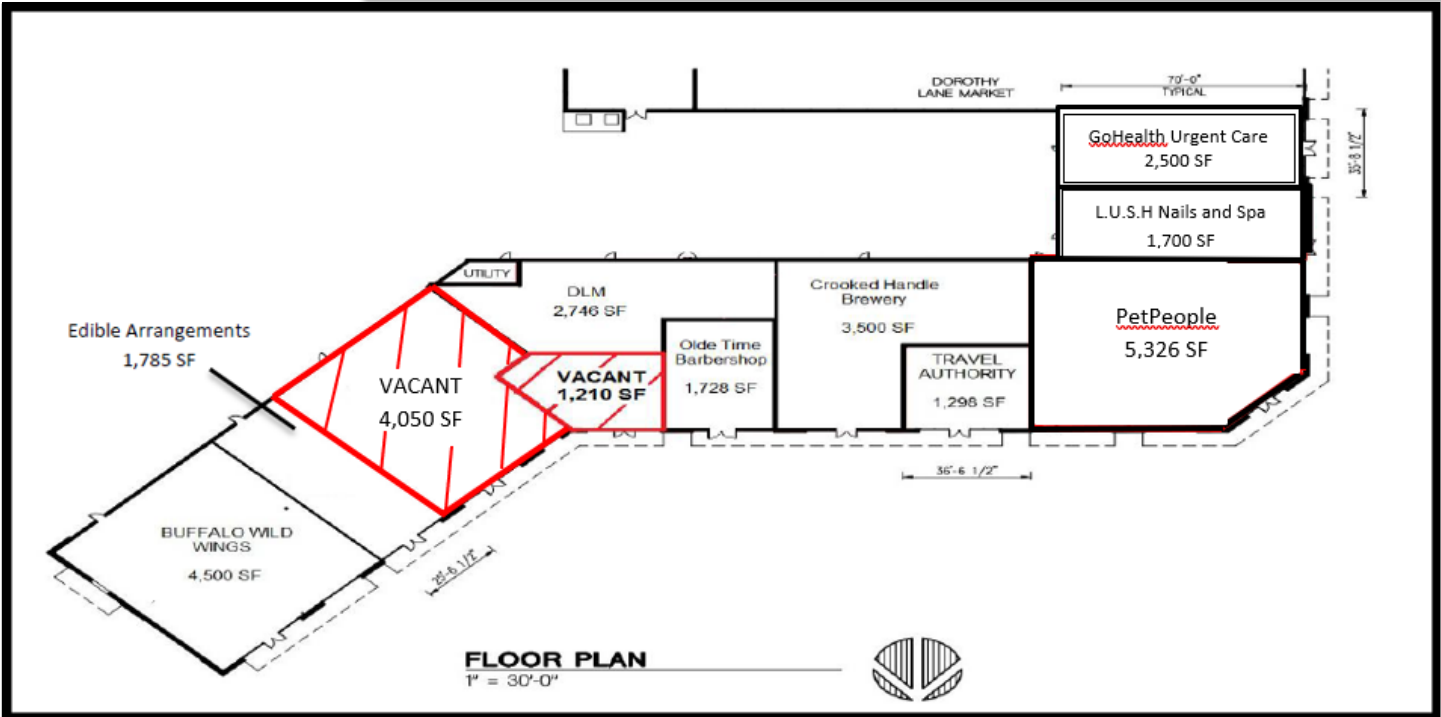 DOROTHY
LANE MARKET
70'-0"
TYPICAL
GoHealth Urgent Care
2,500 SF
35'-8 1/2"
L.U.S.H Nails and Spa
1,700 SF
UTILITY
DLM
2,746 SF
Crooked Handle
Brewery
3,500 SF
PetPeople
5,326 SF
Edible Arrangements
1,785 SF
Olde Time
Barbershop
1,728 SF
TRAVEL
AUTHORITY
1,298 SF
VACANT
4,050 SF
VACANT
1,210 SF
36'-6 1/2"
BUFFALO WILD
WINGS
4,500 SF
25'-6 1/2"
FLOOR PLAN
1" = 30'-0"